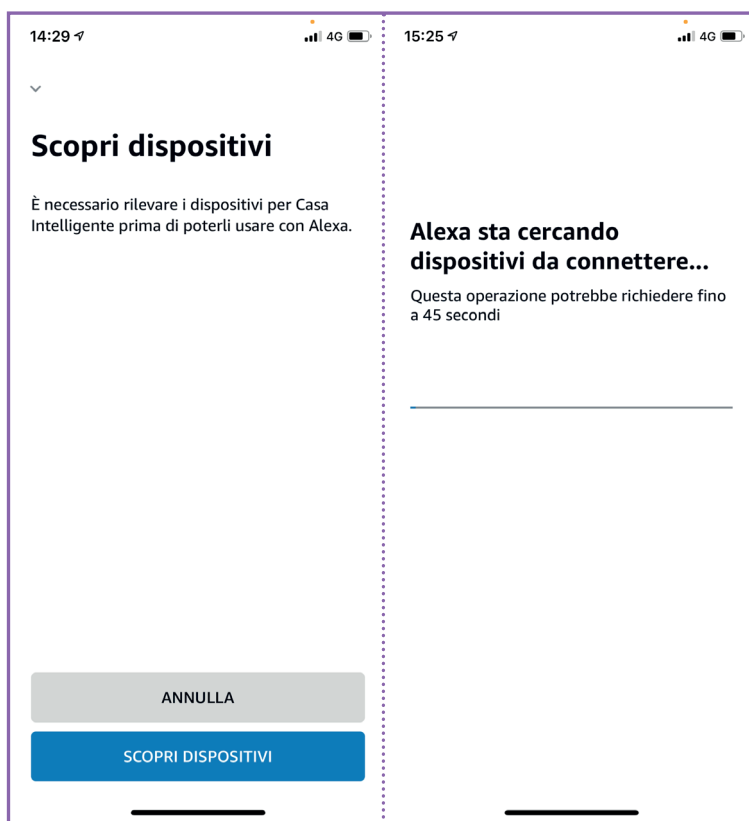 14:29
4G
Scopri dispositivi
È necessario rilevare i dispositivi per Casa
Intelligente prima di poterli usare con Alexa.
ANNULLA
SCOPRI DISPOSITIVI
15:25
4G
Alexa sta cercando
dispositivi da connettere...
Questa operazione potrebbe richiedere fino
a 45 secondi